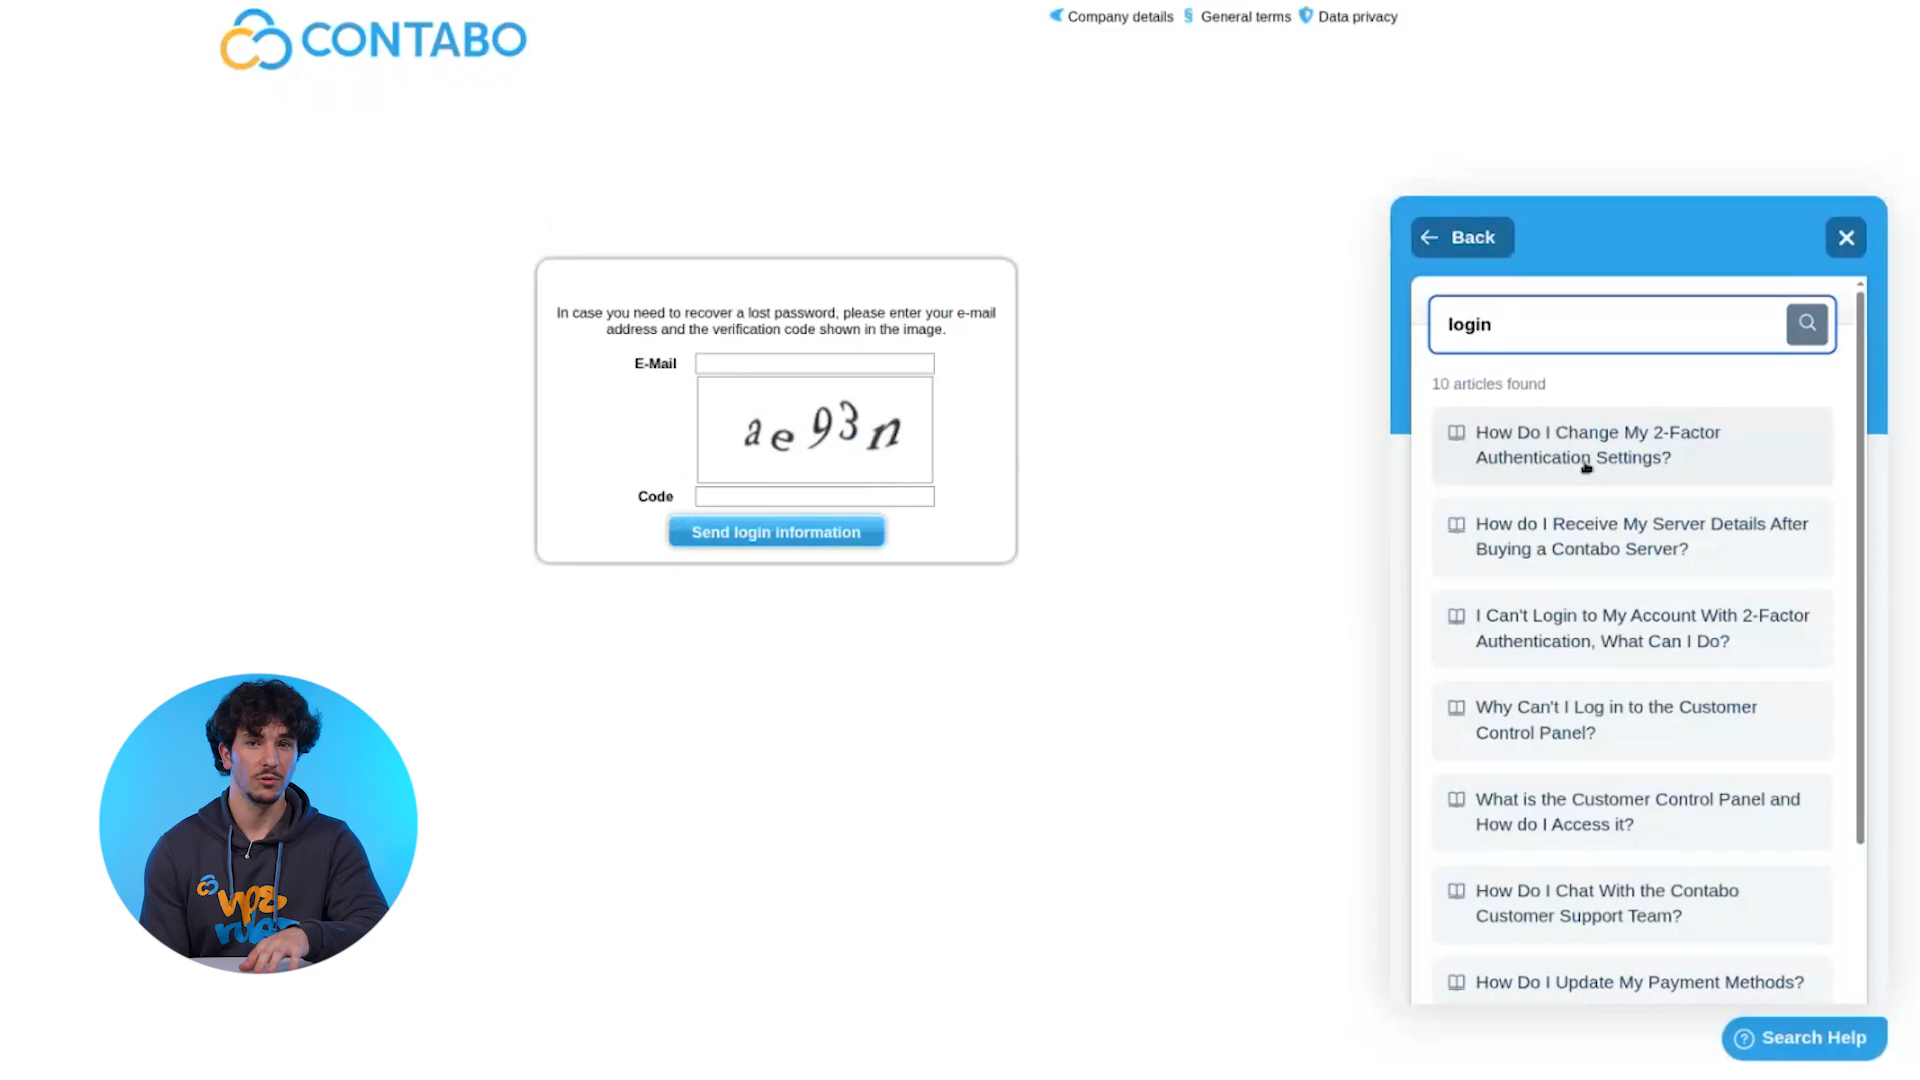 CONTABO
Company details
General terms
Data privacy
In case you need to recover a lost password, please enter your e-mail
address and the verification code shown in the image.
E-Mail
ae93n
Code
Send login information
Back
login
10 articles found
How Do I Change My 2-Factor
Authentication Settings?
How do I Receive My Server Details After
Buying a Contabo Server?
I Can't Login to My Account With 2-Factor
Authentication, What Can I Do?
Why Can't I Log in to the Customer
Control Panel?
What is the Customer Control Panel and
How do I Access it?
How Do I Chat With the Contabo
Customer Support Team?
How Do I Update My Payment Methods?
Search Help
vps